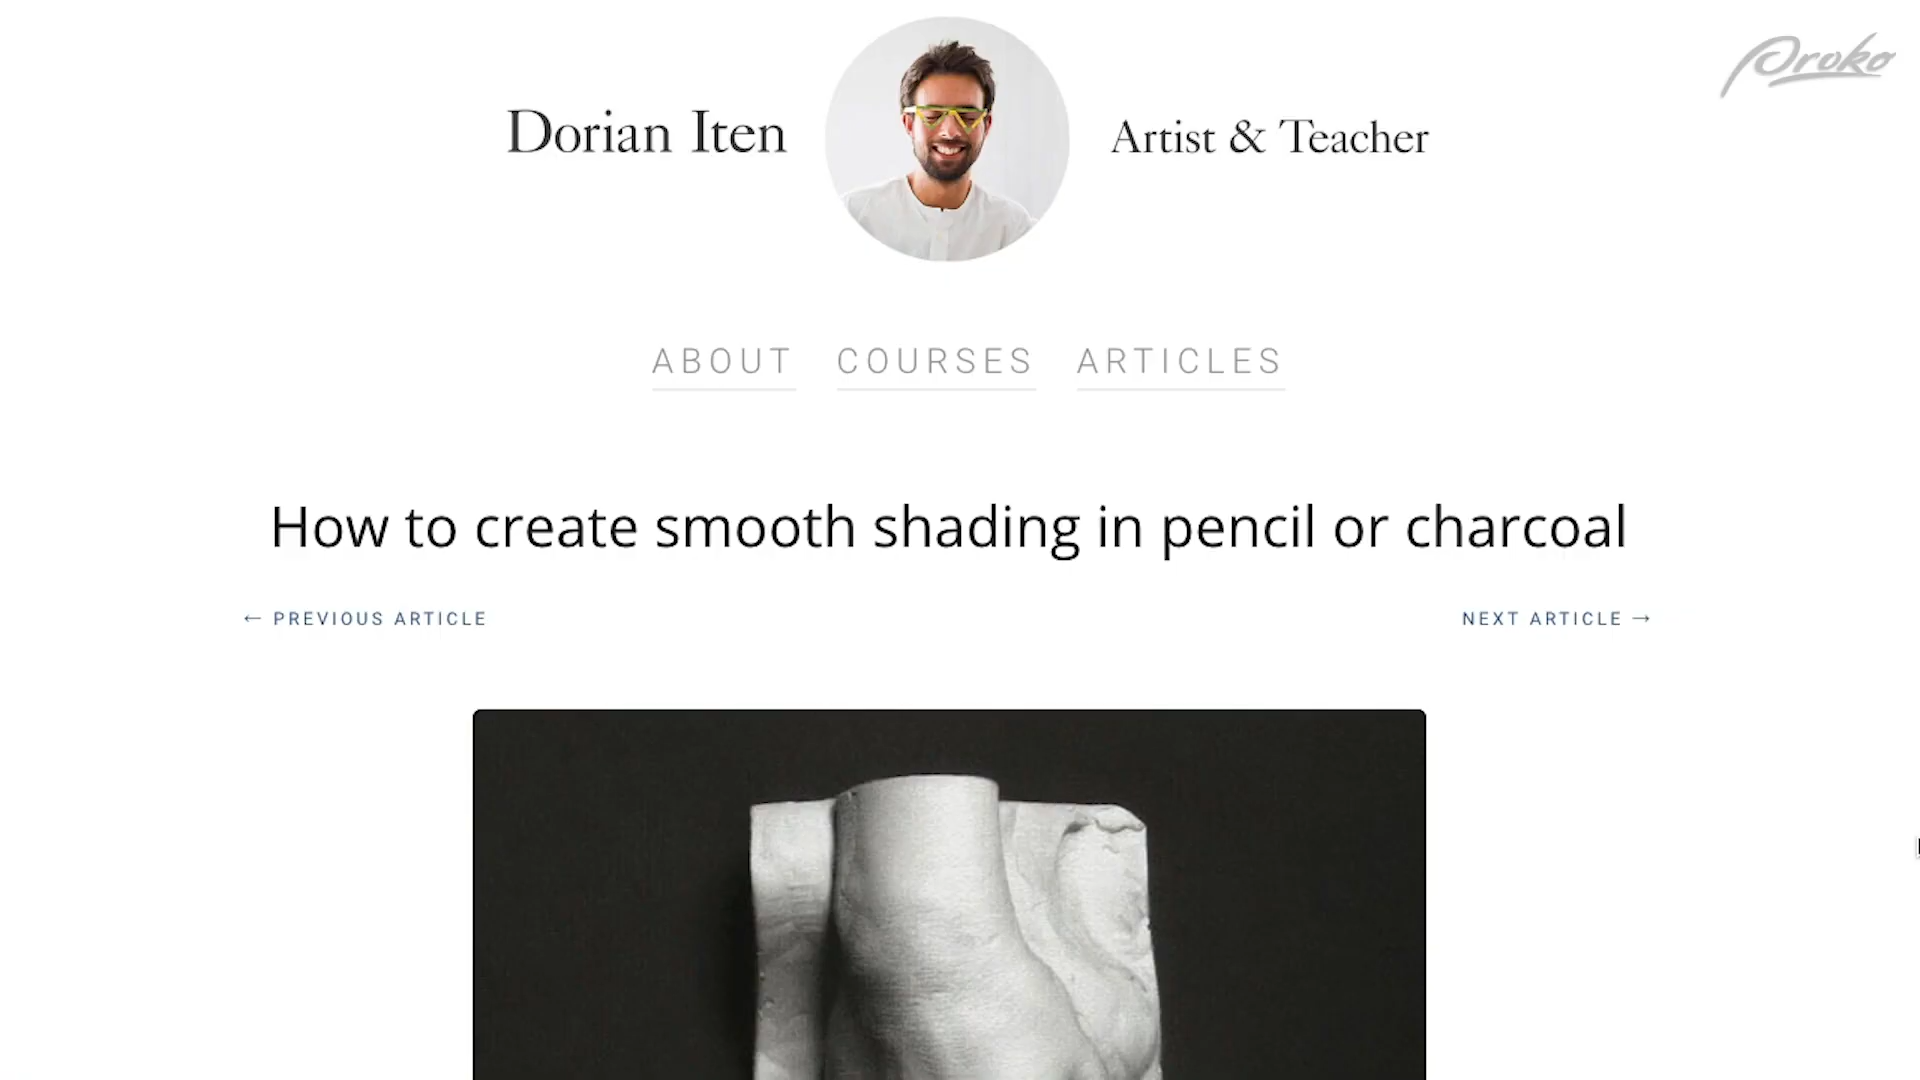 Proko
Dorian Iten
Artist & Teacher
ABOUT COURSES ARTICLES
How to create smooth shading in pencil or charcoal
← PREVIOUS ARTICLE
NEXT ARTICLE →